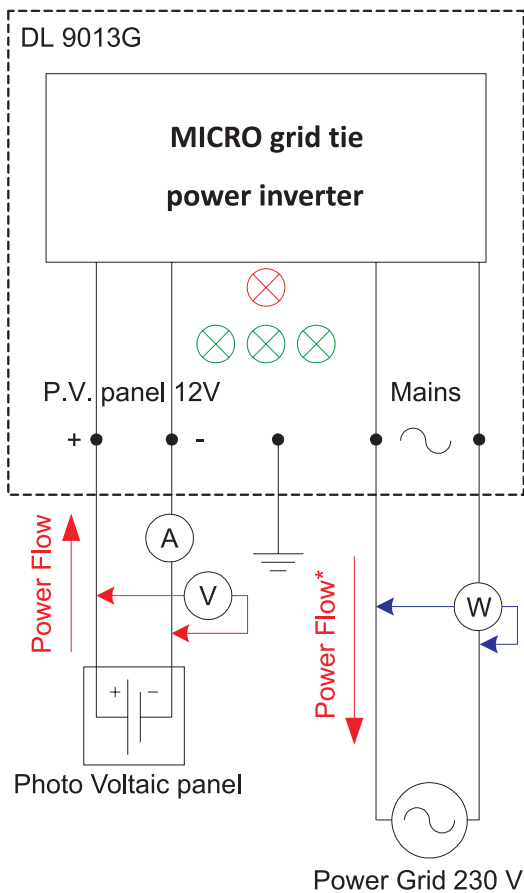 DL 9013G
MICRO grid tie
power inverter
P.V. panel 12V
Mains
+
-
Power Flow
A
V
Power Flow*
W
+
−
Photo Voltaic panel
Power Grid 230 V